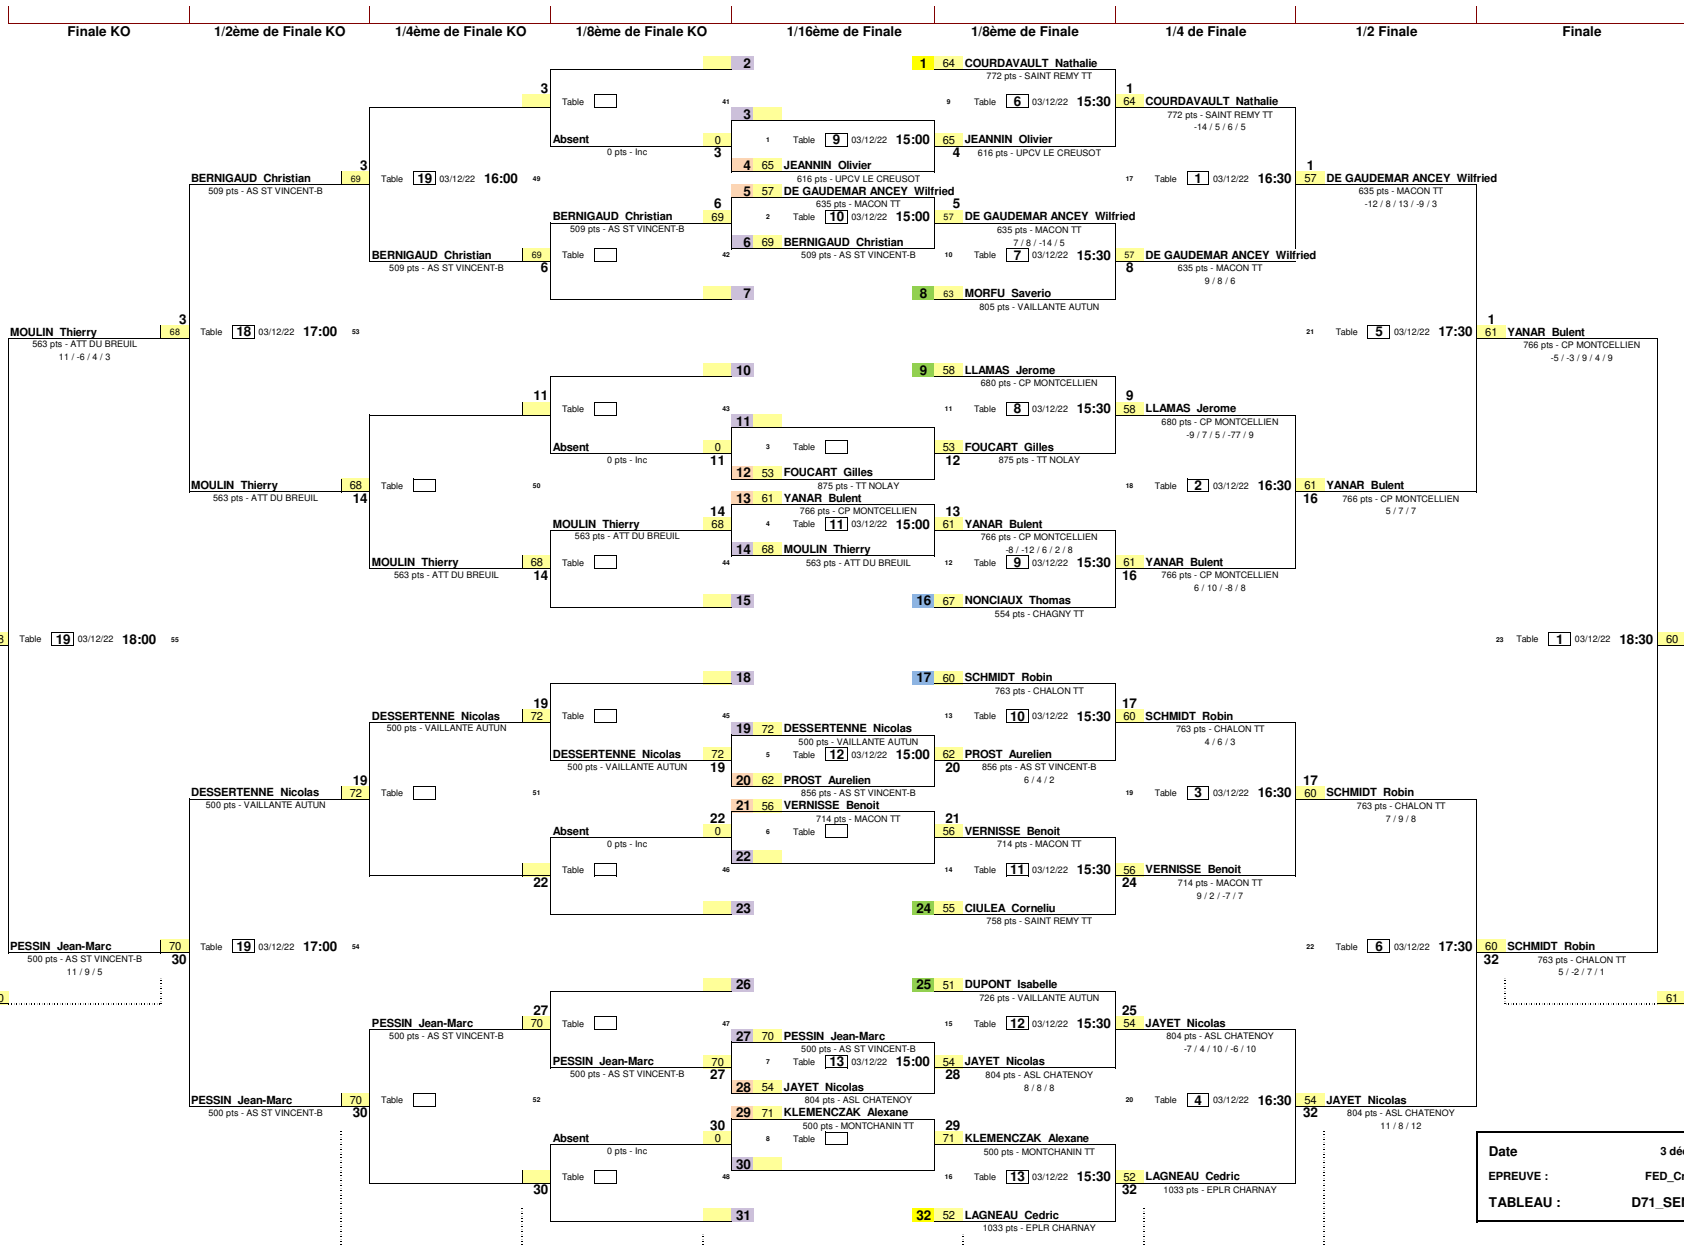 Finale KO 1/2ème de Finale KO 1/4ème de Finale KO 1/8ème de Finale KO 1/16ème de Finale 1/8ème de Finale 1/4 de Finale 1/2 Finale Finale
2 1 64 COURDAVAULT Nathalie
772 pts - SAINT REMY TT
3 1
Table 41 9 Table 6 03/12/22 15:30 64 COURDAVAULT Nathalie
3 772 pts - SAINT REMY TT
-14 / 5 / 6 / 5
Absent 0 1 Table 9 03/12/22 15:00 65 JEANNIN Olivier
0 pts - Inc 3 4 616 pts - UPCV LE CREUSOT
3 4 65 JEANNIN Olivier 1
BERNIGAUD Christian 69 Table 19 03/12/22 16:00 49 616 pts - UPCV LE CREUSOT 17 Table 1 03/12/22 16:30 57 DE GAUDEMAR ANCEY Wilfried
509 pts - AS ST VINCENT-B 5 57 DE GAUDEMAR ANCEY Wilfried 635 pts - MACON TT
6 635 pts - MACON TT 5 -12 / 8 / 13 / -9 / 3
BERNIGAUD Christian 69 2 Table 10 03/12/22 15:00 57 DE GAUDEMAR ANCEY Wilfried
509 pts - AS ST VINCENT-B 635 pts - MACON TT
6 69 BERNIGAUD Christian 7 / 8 / -14 / 5
BERNIGAUD Christian 69 Table 42 509 pts - AS ST VINCENT-B 10 Table 7 03/12/22 15:30 57 DE GAUDEMAR ANCEY Wilfried
509 pts - AS ST VINCENT-B 6 8 635 pts - MACON TT
9 / 8 / 6
7 8 63 MORFU Saverio
805 pts - VAILLANTE AUTUN
3 1
MOULIN Thierry 68 Table 18 03/12/22 17:00 53 21 Table 5 03/12/22 17:30 61 YANAR Bulent
563 pts - ATT DU BREUIL 766 pts - CP MONTCELLIEN
11 / -6 / 4 / 3 -5 / -3 / 9 / 4 / 9
10 9 58 LLAMAS Jerome
680 pts - CP MONTCELLIEN
11 9
Table 43 11 Table 8 03/12/22 15:30 58 LLAMAS Jerome
11 680 pts - CP MONTCELLIEN
-9 / 7 / 5 / -77 / 9
Absent 0 3 Table 53 FOUCART Gilles
0 pts - Inc 11 12 875 pts - TT NOLAY
12 53 FOUCART Gilles
MOULIN Thierry 68 Table 50 875 pts - TT NOLAY 18 Table 2 03/12/22 16:30 61 YANAR Bulent
563 pts - ATT DU BREUIL 14 13 61 YANAR Bulent 16 766 pts - CP MONTCELLIEN
14 766 pts - CP MONTCELLIEN 13 5 / 7 / 7
MOULIN Thierry 68 4 Table 11 03/12/22 15:00 61 YANAR Bulent
563 pts - ATT DU BREUIL 766 pts - CP MONTCELLIEN
14 68 MOULIN Thierry -8 / -12 / 6 / 2 / 8
MOULIN Thierry 68 Table 44 563 pts - ATT DU BREUIL 12 Table 9 03/12/22 15:30 61 YANAR Bulent
563 pts - ATT DU BREUIL 14 16 766 pts - CP MONTCELLIEN
6 / 10 / -8 / 8
15 16 67 NONCIAUX Thomas
554 pts - CHAGNY TT
Table 19 03/12/22 18:00 55 23 Table 1 03/12/22 18:30 60
18 17 60 SCHMIDT Robin
763 pts - CHALON TT
19 17
DESSERTENNE Nicolas 72 Table 45 13 Table 10 03/12/22 15:30 60 SCHMIDT Robin
500 pts - VAILLANTE AUTUN 19 72 DESSERTENNE Nicolas 763 pts - CHALON TT
500 pts - VAILLANTE AUTUN 4 / 6 / 3
DESSERTENNE Nicolas 72 5 Table 12 03/12/22 15:00 62 PROST Aurelien
500 pts - VAILLANTE AUTUN 19 20 856 pts - AS ST VINCENT-B
19 20 62 PROST Aurelien 6 / 4 / 2 17
DESSERTENNE Nicolas 72 Table 51 856 pts - AS ST VINCENT-B 19 Table 3 03/12/22 16:30 60 SCHMIDT Robin
500 pts - VAILLANTE AUTUN 21 56 VERNISSE Benoit 763 pts - CHALON TT
22 714 pts - MACON TT 21 7 / 9 / 8
Absent 0 6 Table 56 VERNISSE Benoit
0 pts - Inc 714 pts - MACON TT
22
Table 46 14 Table 11 03/12/22 15:30 56 VERNISSE Benoit
22 24 714 pts - MACON TT
9 / 2 / -7 / 7
23 24 55 CIULEA Corneliu
758 pts - SAINT REMY TT
PESSIN Jean-Marc 70 Table 19 03/12/22 17:00 54 22 Table 6 03/12/22 17:30 60 SCHMIDT Robin
500 pts - AS ST VINCENT-B 30 32 763 pts - CHALON TT
11 / 9 / 5 5 / -2 / 7 / 1
26 25 51 DUPONT Isabelle
726 pts - VAILLANTE AUTUN 61
27 25
PESSIN Jean-Marc 70 Table 47 15 Table 12 03/12/22 15:30 54 JAYET Nicolas
500 pts - AS ST VINCENT-B 27 70 PESSIN Jean-Marc 804 pts - ASL CHATENOY
500 pts - AS ST VINCENT-B -7 / 4 / 10 / -6 / 10
PESSIN Jean-Marc 70 7 Table 13 03/12/22 15:00 54 JAYET Nicolas
500 pts - AS ST VINCENT-B 27 28 804 pts - ASL CHATENOY
28 54 JAYET Nicolas 8 / 8 / 8
PESSIN Jean-Marc 70 Table 52 804 pts - ASL CHATENOY 20 Table 4 03/12/22 16:30 54 JAYET Nicolas
500 pts - AS ST VINCENT-B 30 29 71 KLEMENCZAK Alexane 32 804 pts - ASL CHATENOY
30 500 pts - MONTCHANIN TT 29 11 / 8 / 12
Absent 0 8 Table 71 KLEMENCZAK Alexane
0 pts - Inc 500 pts - MONTCHANIN TT
30
Table 48 16 Table 13 03/12/22 15:30 52 LAGNEAU Cedric
30 32 1033 pts - EPLR CHARNAY
31 32 52 LAGNEAU Cedric
1033 pts - EPLR CHARNAY
Date 3 déc
EPREUVE : FED_Cr
TABLEAU : D71_SEI